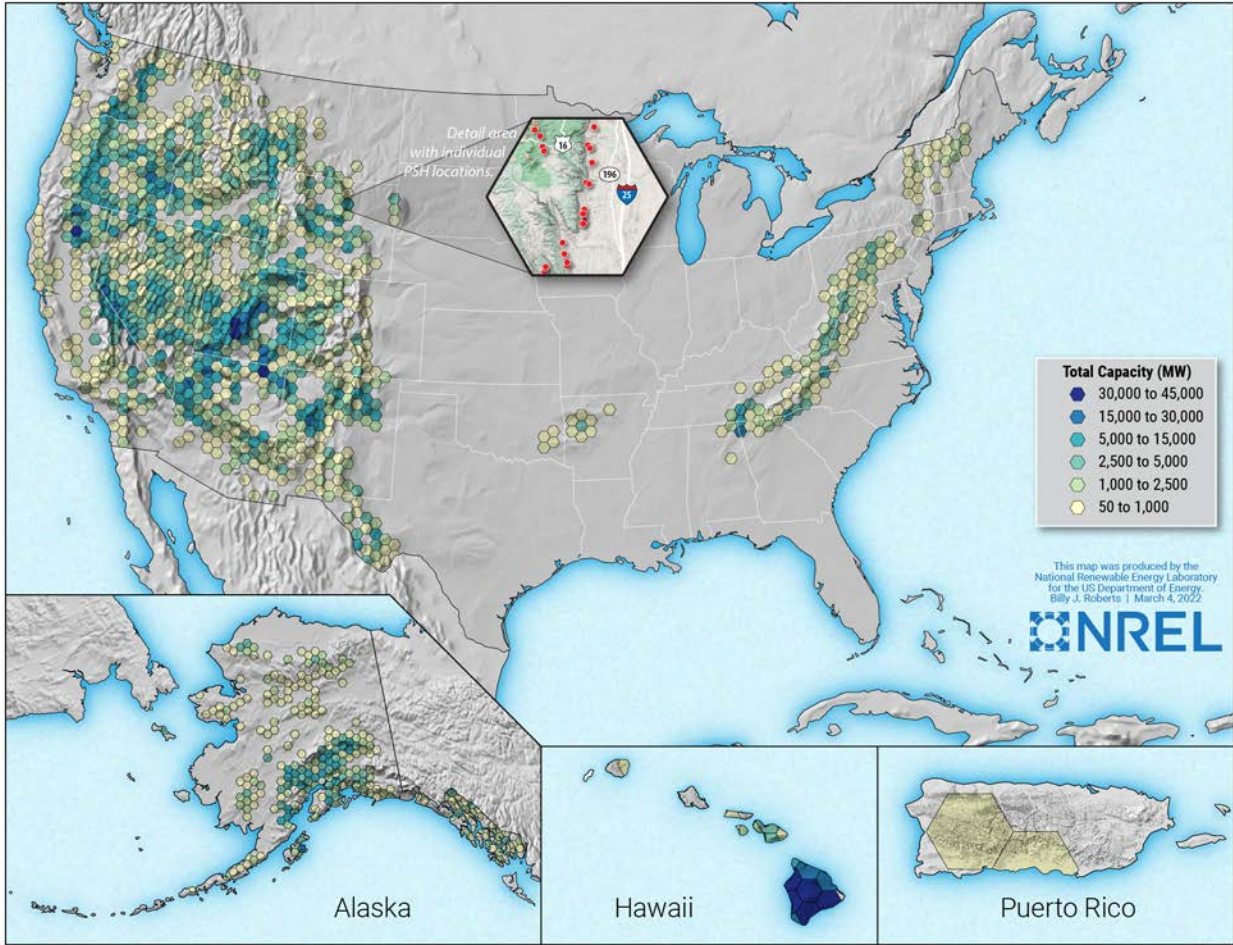 Detail area
with individual
PSH locations.
16
196
25
Total Capacity (MW)
30,000 to 45,000
15,000 to 30,000
5,000 to 15,000
2,500 to 5,000
1,000 to 2,500
50 to 1,000
This map was produced by the
National Renewable Energy Laboratory
for the US Department of Energy.
Billy J. Roberts | March 4, 2022
NREL
Alaska
Hawaii
Puerto Rico